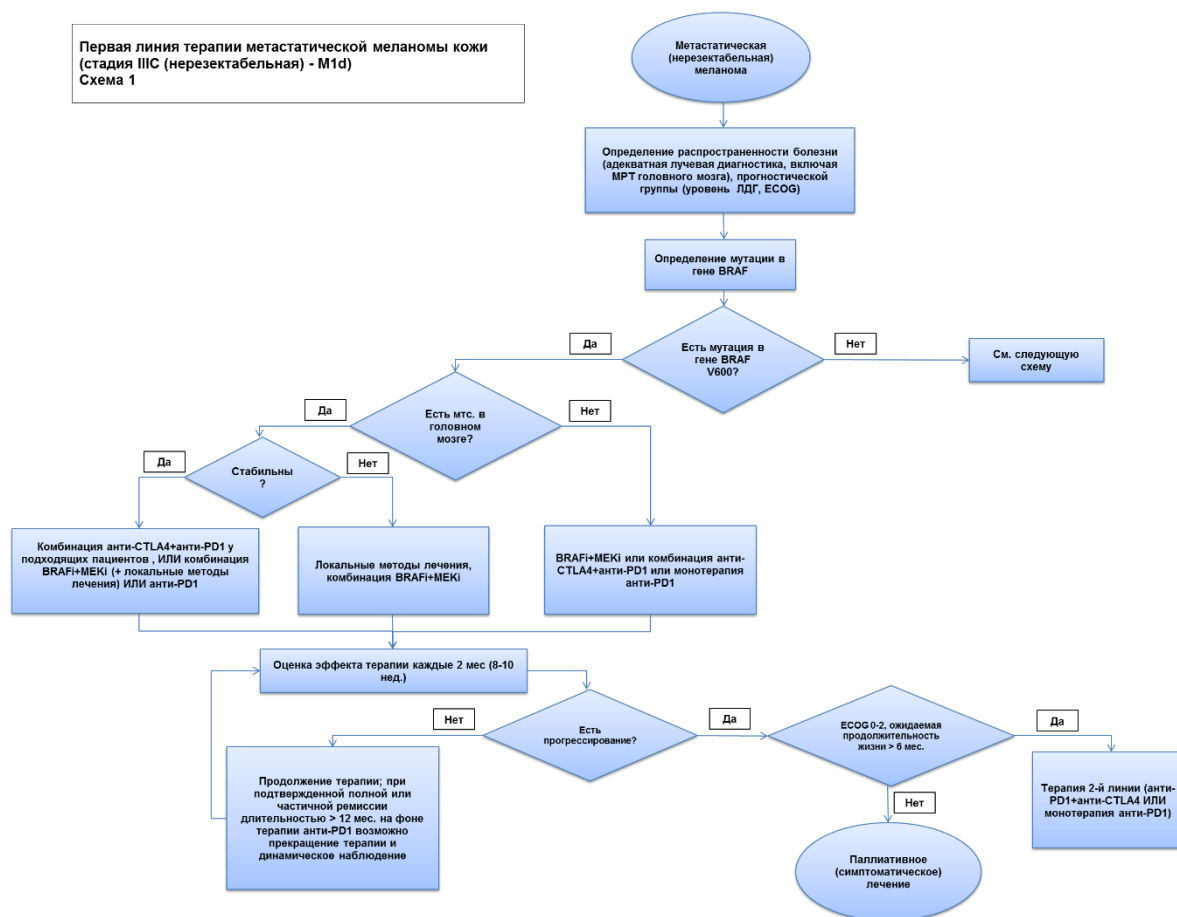 Первая линия терапии метастатической меланомы кожи
(стадия IIIC (нерезектабельная) - M1d)
Схема 1
Метастатическая
(нерезектабельная)
меланома
Определение распространенности болезни
(адекватная лучевая диагностика, включая
МРТ головного мозга), прогностической
группы (уровень ЛДГ, ECOG)
Определение мутации в
гене BRAF
Есть мутация в
гене BRAF
V600?
Да
Нет
См. следующую
схему
Есть мтс. в
головном
мозге?
Да
Нет
Стабильны
?
Да
Нет
Комбинация анти-CTLA4+анти-PD1 у
подходящих пациентов , ИЛИ комбинация
BRAFi+MEKi (+ локальные методы
лечения) ИЛИ анти-PD1
Локальные методы лечения,
комбинация BRAFi+MEKi
BRAFi+MEKi или комбинация анти-
CTLA4+анти-PD1 или монотерапия
анти-PD1
Оценка эффекта терапии каждые 2 мес (8-10
нед.)
Есть
прогрессирование?
Нет
Да
Продолжение терапии; при
подтвержденной полной или
частичной ремиссии
длительностью > 12 мес. на фоне
терапии анти-PD1 возможно
прекращение терапии и
динамическое наблюдение
ECOG 0-2, ожидаемая
продолжительность
жизни > 6 мес.
Да
Нет
Терапия 2-й линии (анти-
PD1+анти-CTLA4 ИЛИ
монотерапия анти-PD1)
Паллиативное
(симптоматическое)
лечение